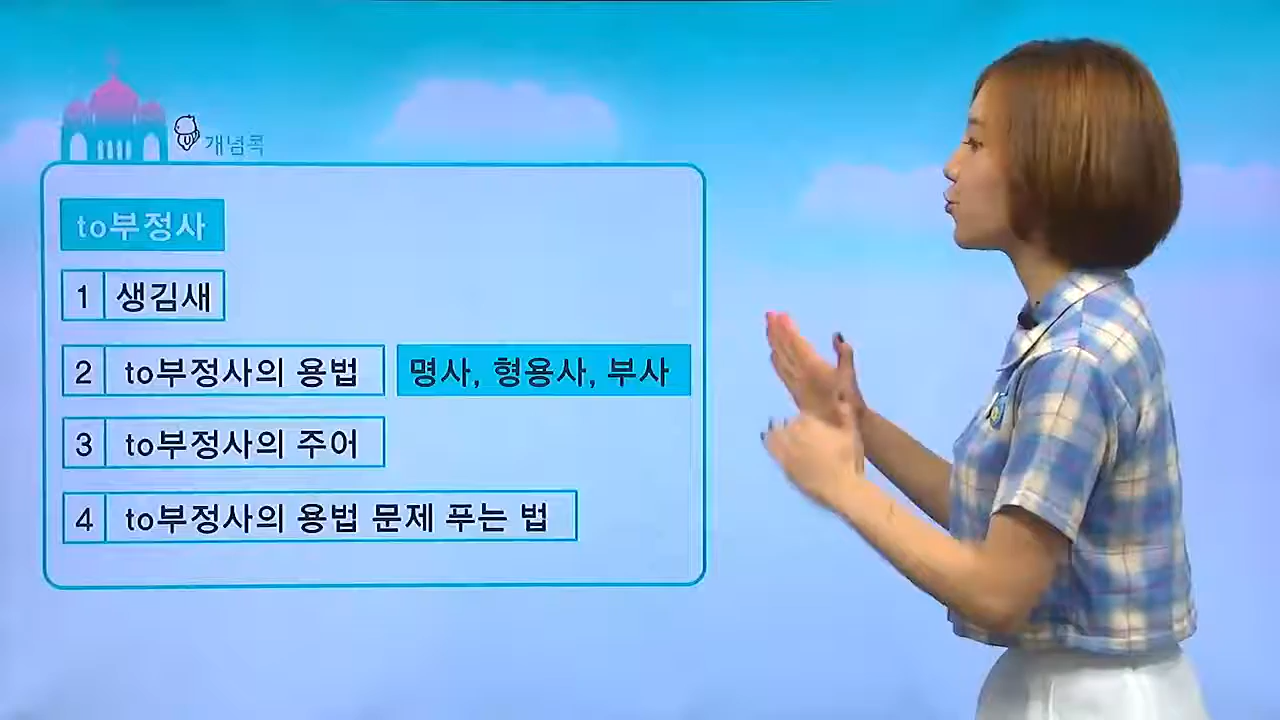 개념콕
to부정사
1 생김새
2 to부정사의 용법 명사, 형용사, 부사
3 to부정사의 주어
4 to부정사의 용법 문제 푸는 법